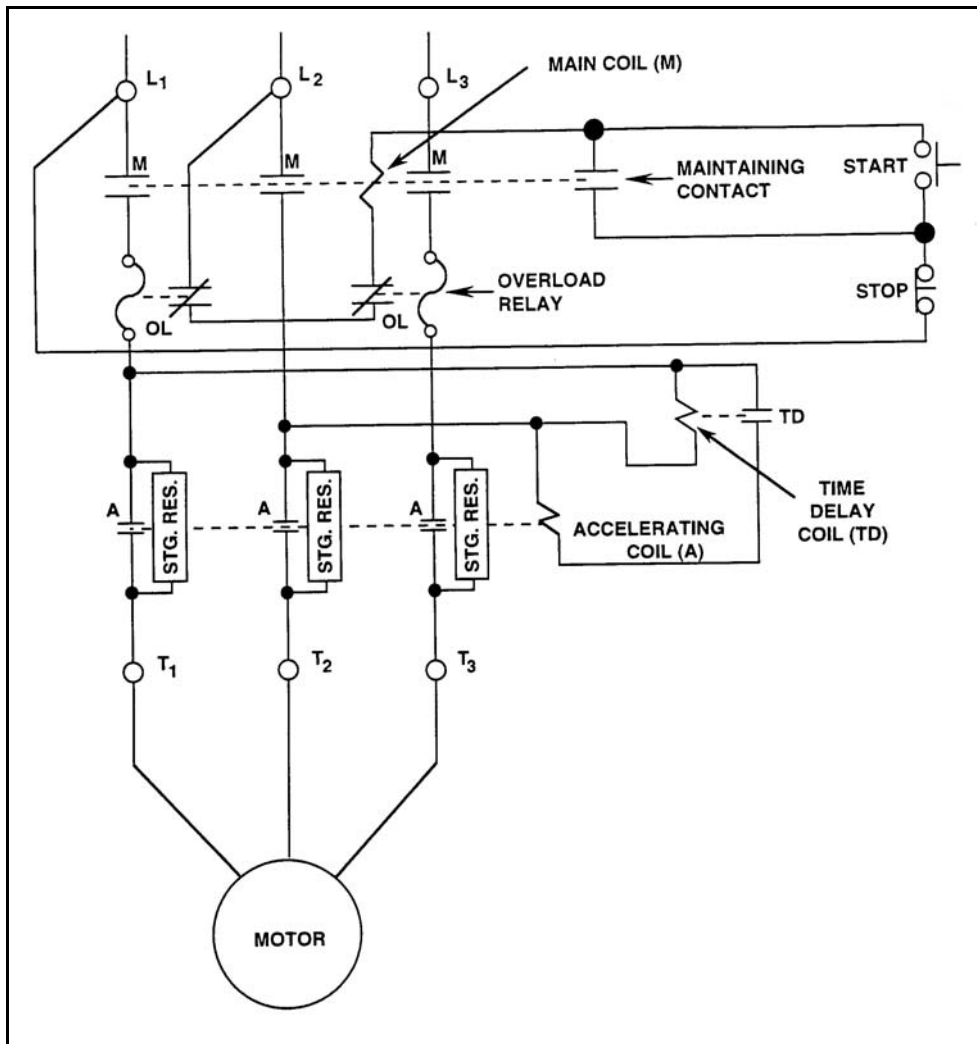 L1
L2
L3
MAIN COIL (M)
M
M
M
MAINTAINING
CONTACT
START
STOP
OL
OL
OVERLOAD
RELAY
TD
TIME
DELAY
COIL (TD)
A
STG. RES.
A
STG. RES.
A
STG. RES.
ACCELERATING
COIL (A)
T1
T2
T3
MOTOR